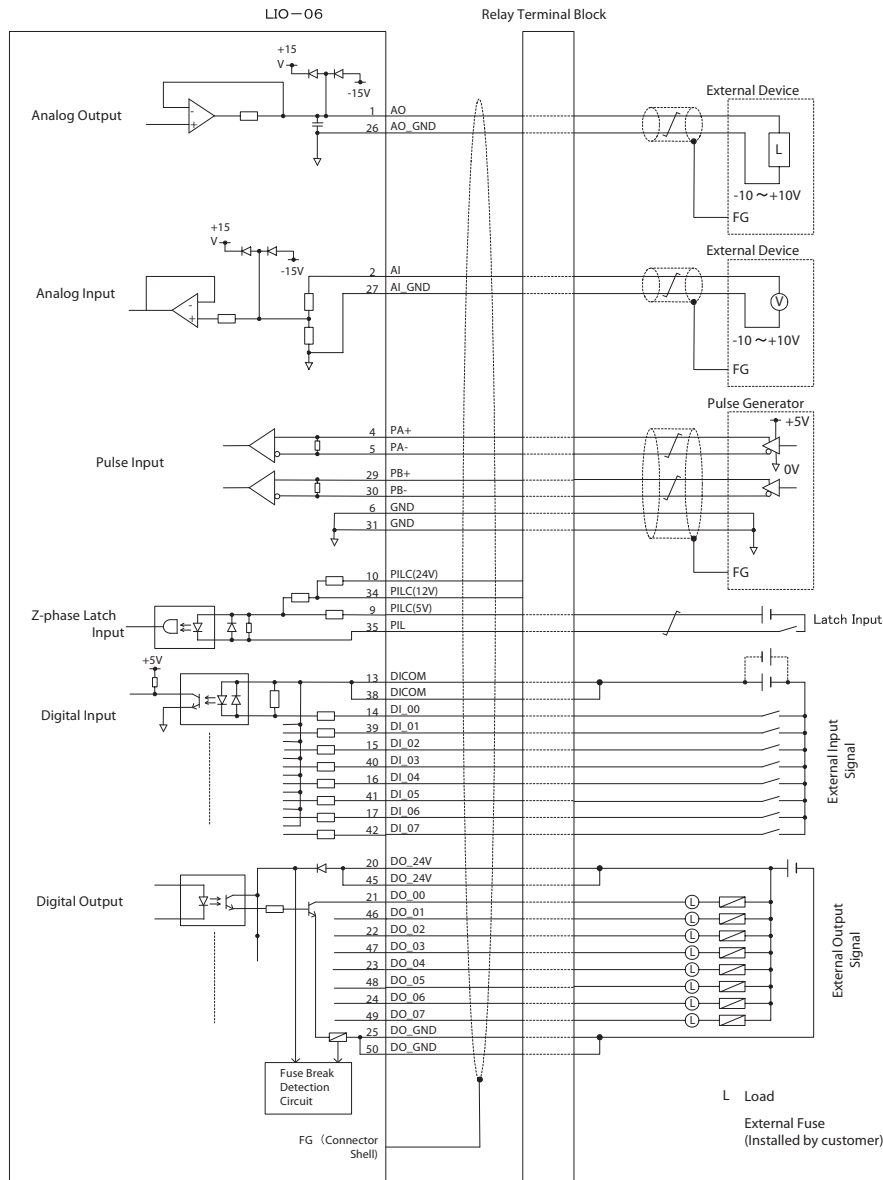 LIO－06
Relay Terminal Block
+15
V
-15V
Analog Output
1 AO
26 AO_GND
External Device
L
-10 ～+10V
FG
+15
V
-15V
Analog Input
2 AI
27 AI_GND
External Device
V
-10 ～+10V
FG
Pulse Input
4 PA+
5 PA-
29 PB+
30 PB-
6 GND
31 GND
Pulse Generator
+5V
0V
FG
Z-phase Latch
Input
10 PILC(24V)
34 PILC(12V)
9 PILC(5V)
35 PIL
Latch Input
+5V
Digital Input
13 DICOM
38 DICOM
14 DI_00
39 DI_01
15 DI_02
40 DI_03
16 DI_04
41 DI_05
17 DI_06
42 DI_07
External Input
Signal
Digital Output
20 DO_24V
45 DO_24V
21 DO_00
46 DO_01
22 DO_02
47 DO_03
23 DO_04
48 DO_05
24 DO_06
49 DO_07
25 DO_GND
50 DO_GND
L
L
L
L
L
L
L
L
External Output
Signal
Fuse Break
Detection
Circuit
FG （Connector
Shell)
L Load
External Fuse
(Installed by customer)